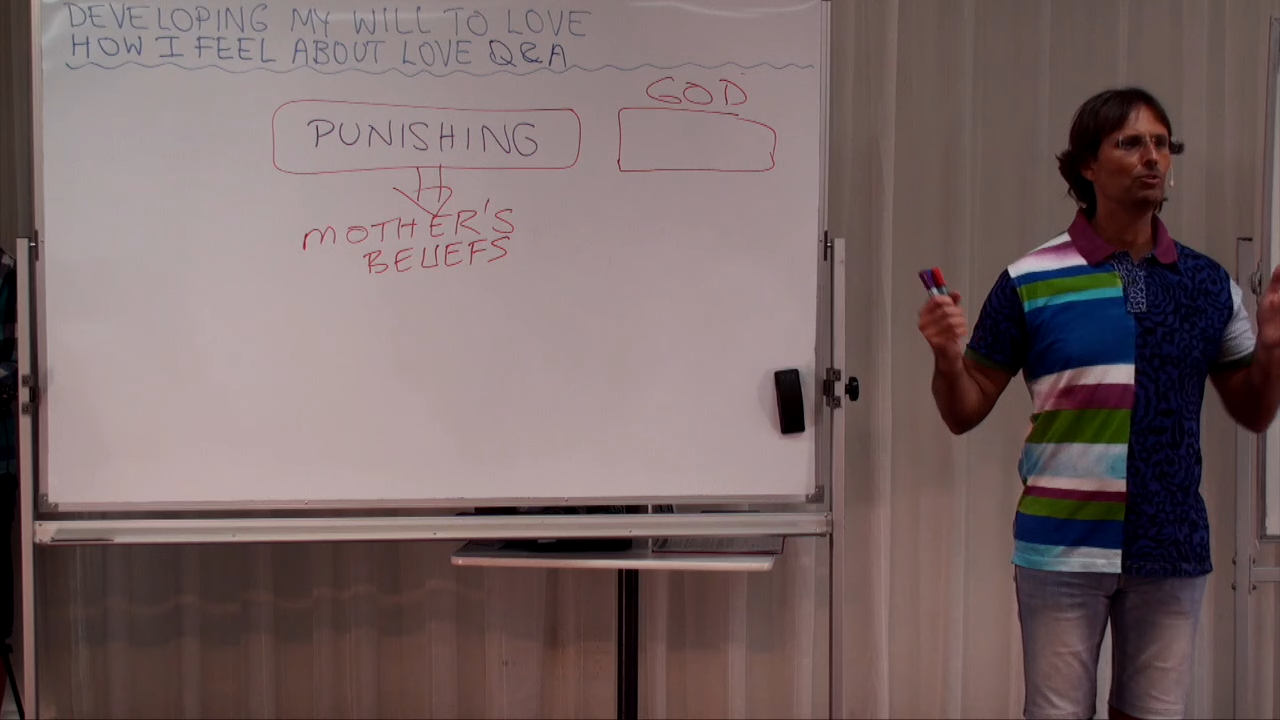 DEVELOPING MY WILL TO LOVE
HOW I FEEL ABOUT LOVE Q&A
GOD
PUNISHING
MOTHER'S
BELIEFS